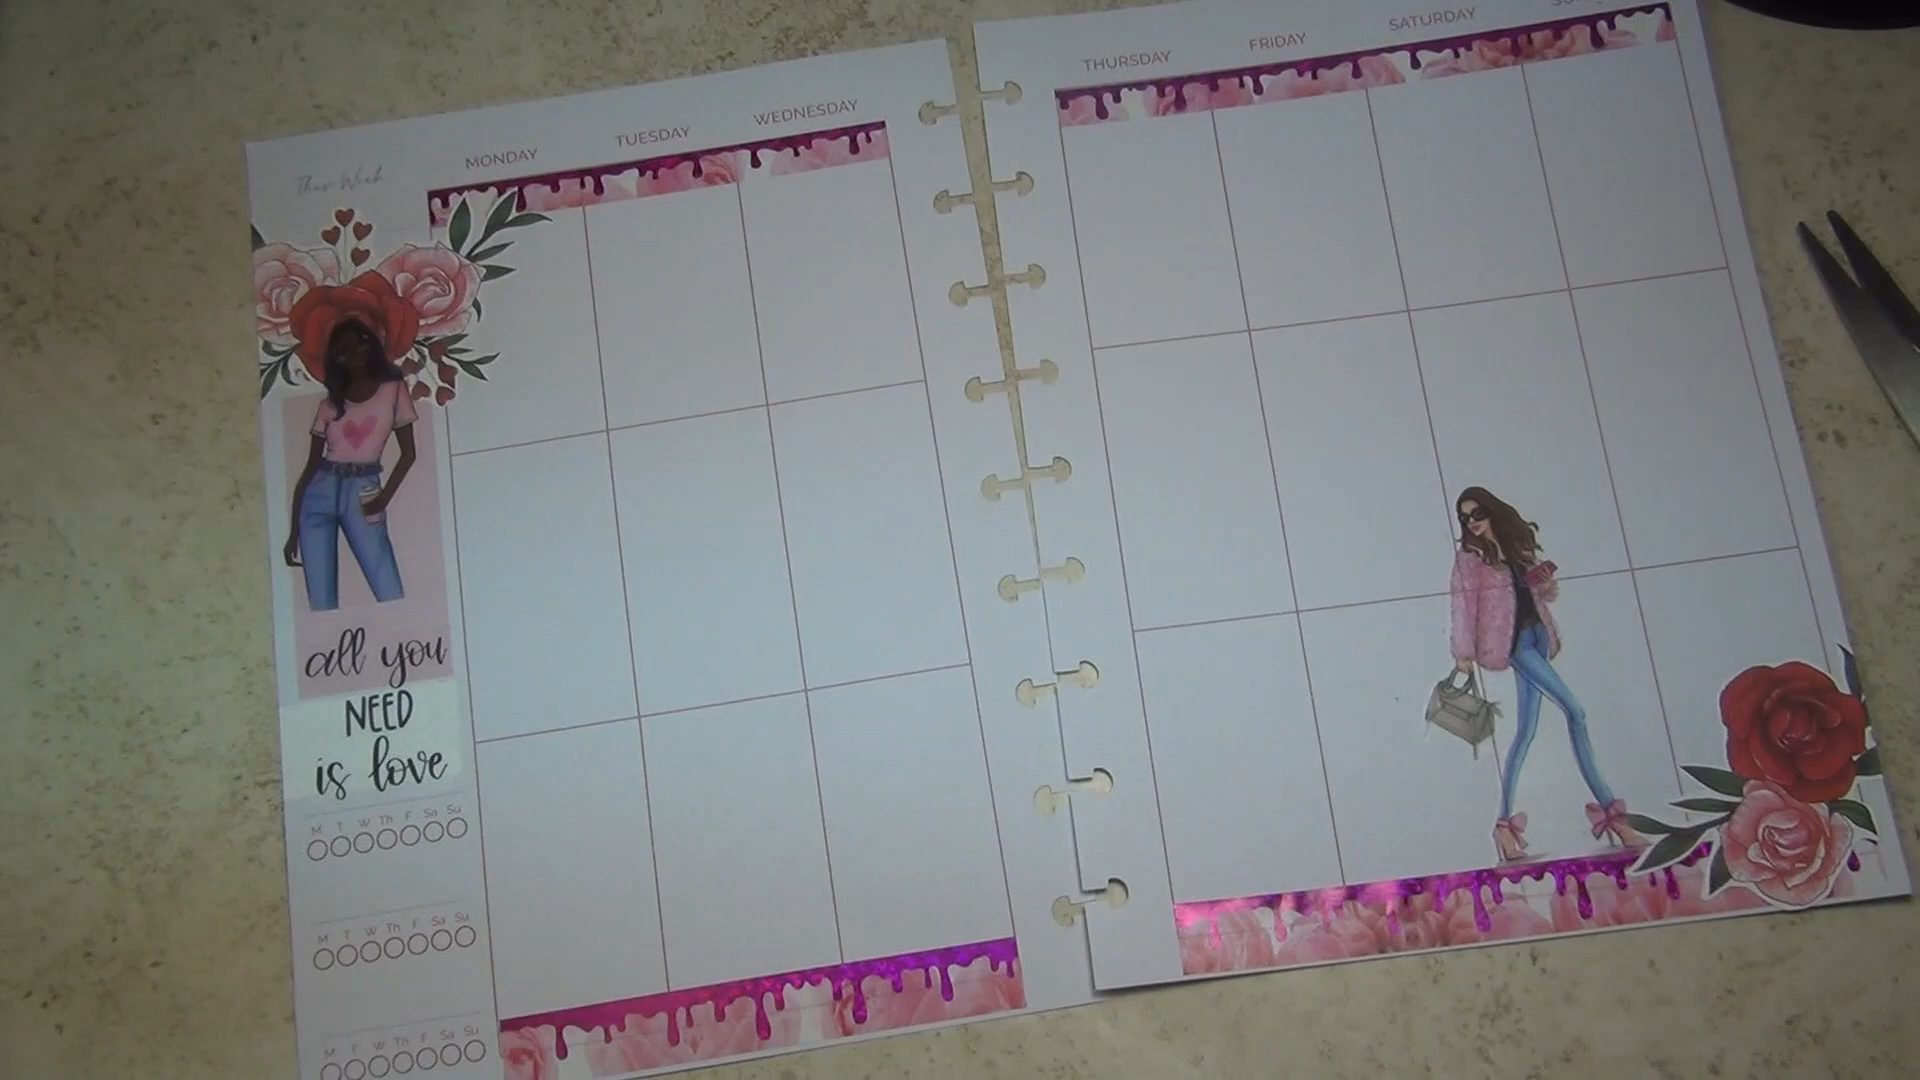 This Week
MONDAY
TUESDAY
WEDNESDAY
THURSDAY
FRIDAY
SATURDAY
all you
NEED
is love
M T W Th F Sa Su
M T W Th F Sa Su
M T W Th F Sa Su